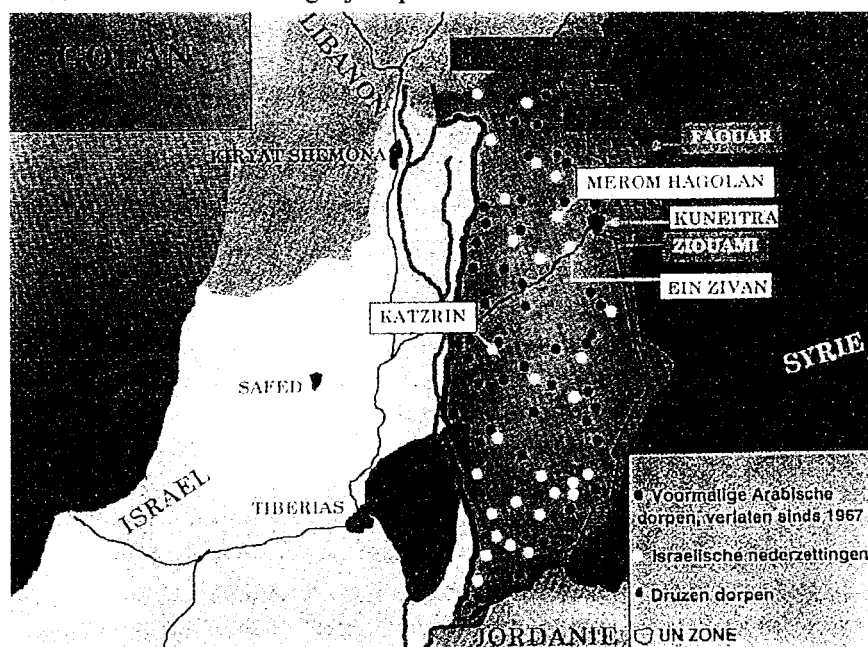 GOLAN
LIBANON
KIRYAT SHEMONA
FAOUAR
MEROM HAGOLAN
KUNEITRA
ZIOUAMI
EIN ZIVAN
KATZRIN
SYRIE
SAFED
ISRAEL
TIBERIAS
Voormalige Arabische
dorpen, verlaten sinds 1967
Israelische nederzettingen
Druzen dorpen
JORDANIE
UN ZONE